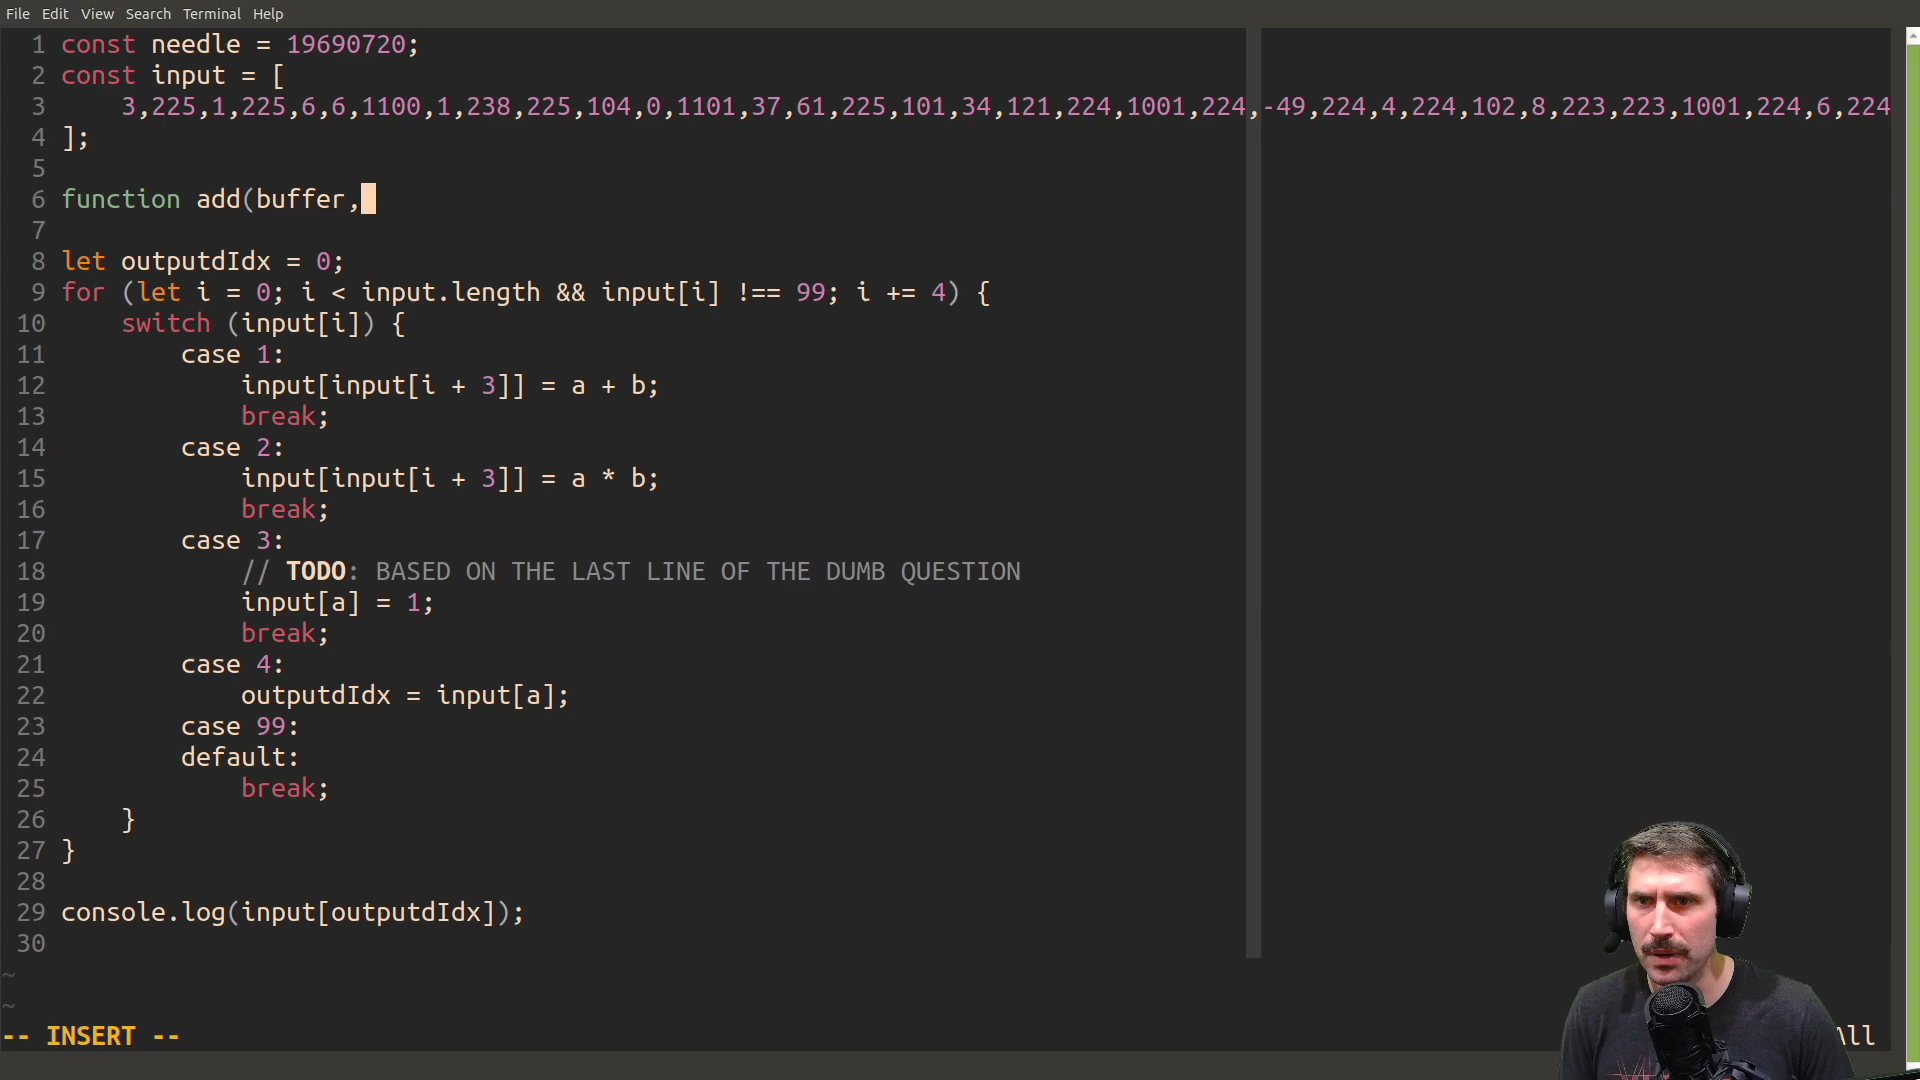 File Edit View Search Terminal Help
1 const needle = 19690720;
2 const input = [
3     3,225,1,225,6,6,1100,1,238,225,104,0,1101,37,61,225,101,34,121,224,1001,224,-49,224,4,224,102,8,223,223,1001,224,6,224
4 ];
5
6 function add(buffer,
7
8 let outputdIdx = 0;
9 for (let i = 0; i < input.length && input[i] !== 99; i += 4) {
10     switch (input[i]) {
11         case 1:
12             input[input[i + 3]] = a + b;
13             break;
14         case 2:
15             input[input[i + 3]] = a * b;
16             break;
17         case 3:
18             // TODO: BASED ON THE LAST LINE OF THE DUMB QUESTION
19             input[a] = 1;
20             break;
21         case 4:
22             outputdIdx = input[a];
23         case 99:
24         default:
25             break;
26     }
27 }
28
29 console.log(input[outputdIdx]);
30
~
~
-- INSERT --